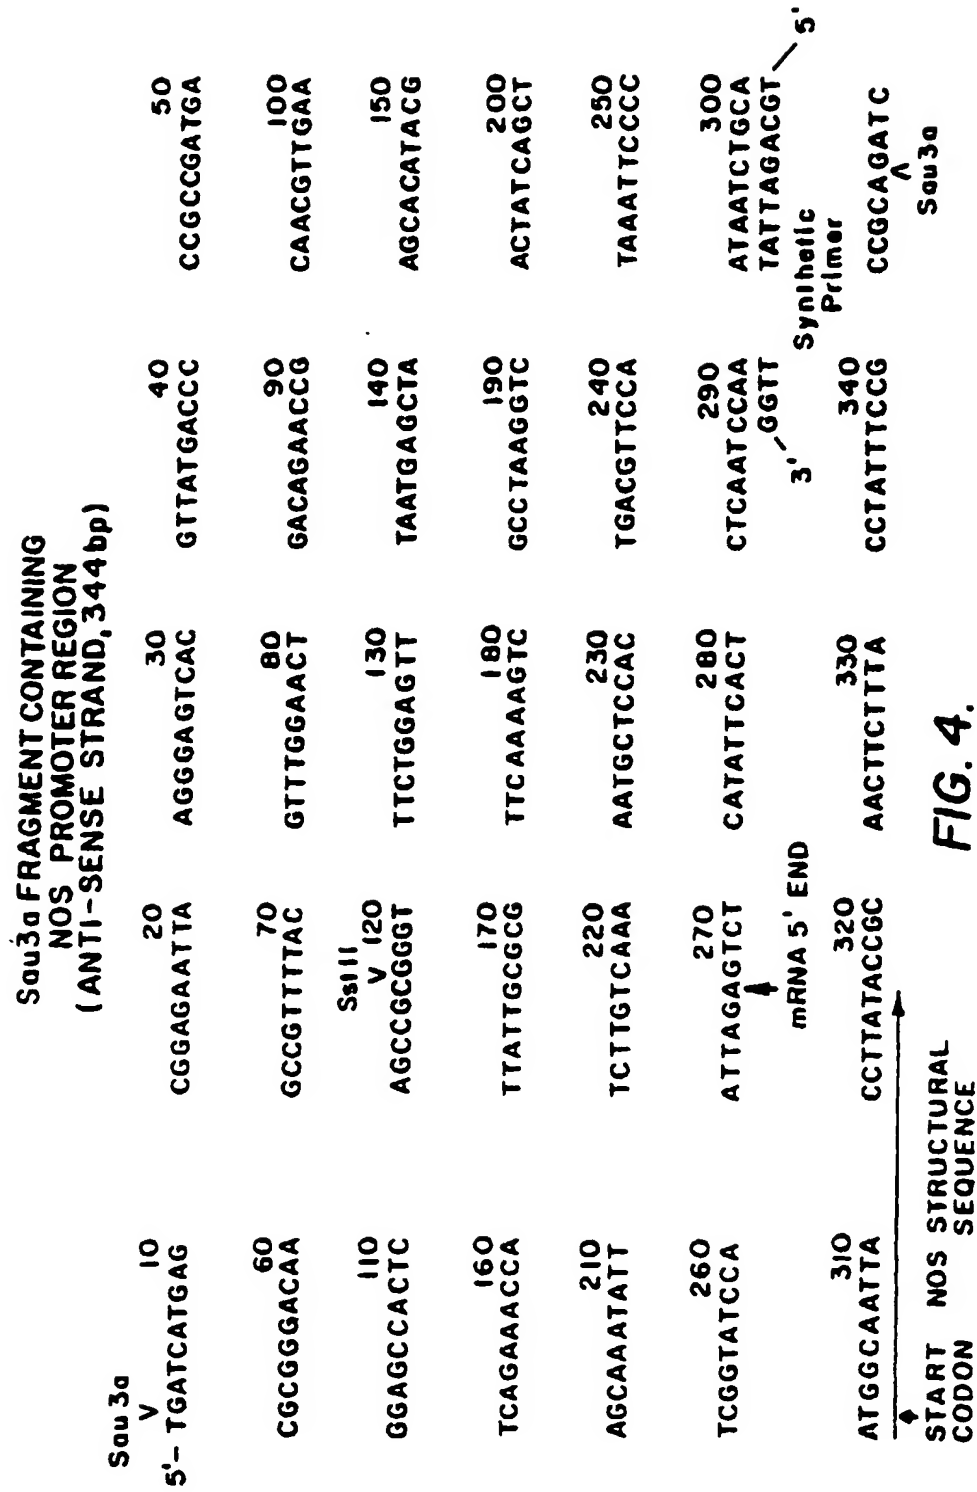 Sau3a FRAGMENT CONTAINING
NOS PROMOTER REGION
(ANTI-SENSE STRAND, 344bp)
Sau3a
V 10 20 30 40 50
5'- TGATCATGAG CGGAGAATTA AGGGAGTCAC GTTATGACCC CCGCCGATGA
60 70 80 90 100
CGCGGGACAA GCCGTTTTAC GTTTGGAACT GACAGAACCG CAACGTTGAA
SstII
110 V 120 130 140 150
GGAGCCACTC AGCCGCGGGT TTCTGGAGTT TAATGAGCTA AGCACATACG
160 170 180 190 200
TCAGAAACCA TTATTGCGCG TTCAAAAGTC GCCTAAGGTC ACTATCAGCT
210 220 230 240 250
AGCAAATATT TCTTGTCAAA AATGCTCCAC TGACGTTCCA TAAATTCCCC
260 270 280 290 300
TCGGTATCCA ATTAGAGTCT CATATTCACT CTCAATCCAA ATAATCTGCA
GGTT TATTAGACGT
3' 5'
mRNA 5' END
Synthetic
Primer
310 320 330 340
ATGGCAATTA CCTTATACCGC AACTTCTTTA CCTATTTCCG CCGCAGATC
Sau3a
START NOS STRUCTURAL
CODON SEQUENCE
FIG. 4.